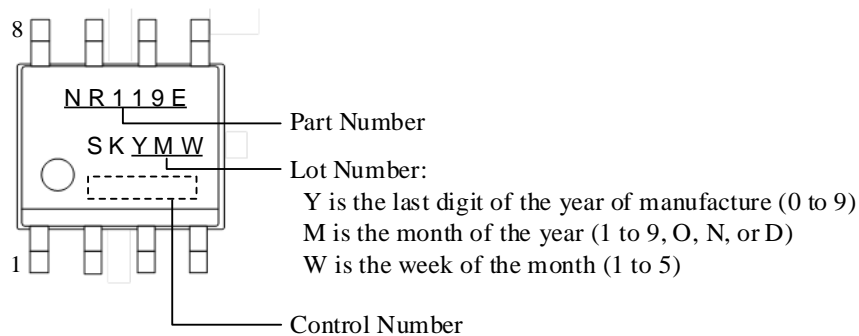 8
NR119E
Part Number
SKYMW
Lot Number:
Y is the last digit of the year of manufacture (0 to 9)
M is the month of the year (1 to 9, O, N, or D)
W is the week of the month (1 to 5)
1
Control Number